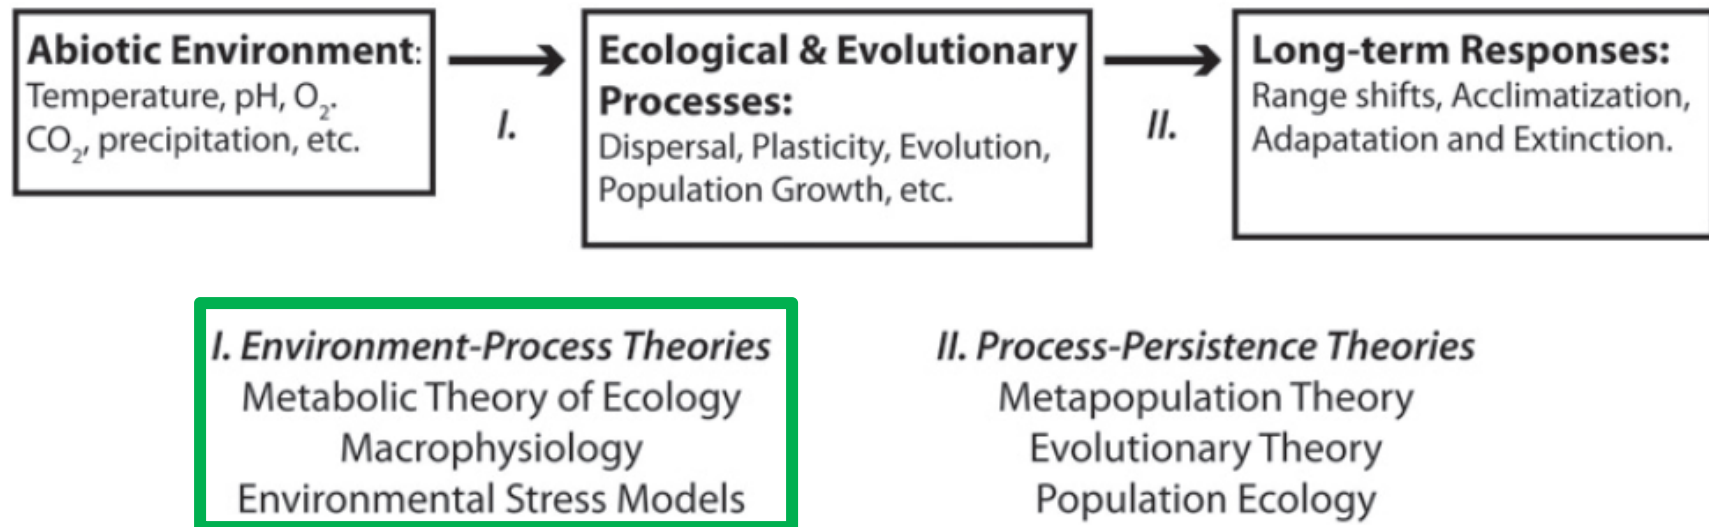 Abiotic Environment:
Temperature, pH, O₂.
CO₂, precipitation, etc.
I.
Ecological & Evolutionary
Processes:
Dispersal, Plasticity, Evolution,
Population Growth, etc.
II.
Long-term Responses:
Range shifts, Acclimatization,
Adapatation and Extinction.
I. Environment-Process Theories
Metabolic Theory of Ecology
Macrophysiology
Environmental Stress Models
II. Process-Persistence Theories
Metapopulation Theory
Evolutionary Theory
Population Ecology